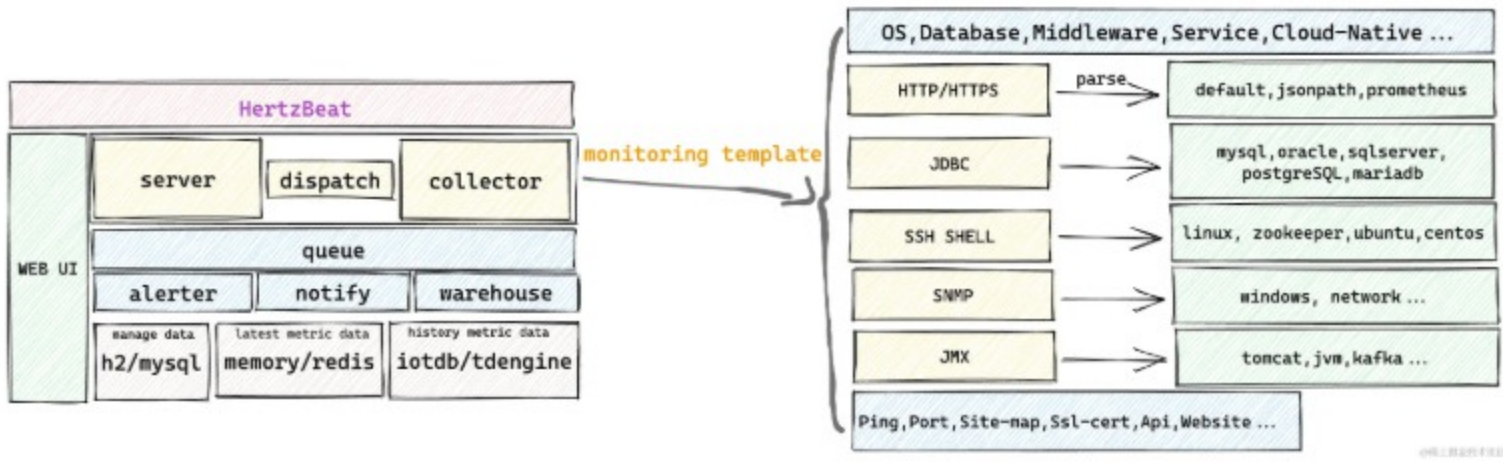 HertzBeat
WEB UI
server
dispatch
collector
queue
alerter
notify
warehouse
manage data
h2/mysql
latest metric data
memory/redis
history metric data
iotdb/tdengine
monitoring template
OS,Database,Middleware,Service,Cloud-Native ...
HTTP/HTTPS
parse
default,jsonpath,prometheus
JDBC
mysql,oracle,sqlserver,
postgreSQL,mariadb
SSH SHELL
linux, zookeeper,ubuntu,centos
SNMP
windows, network ...
JMX
tomcat,jvm,kafka ...
Ping,Port,Site-map,Ssl-cert,Api,Website ...